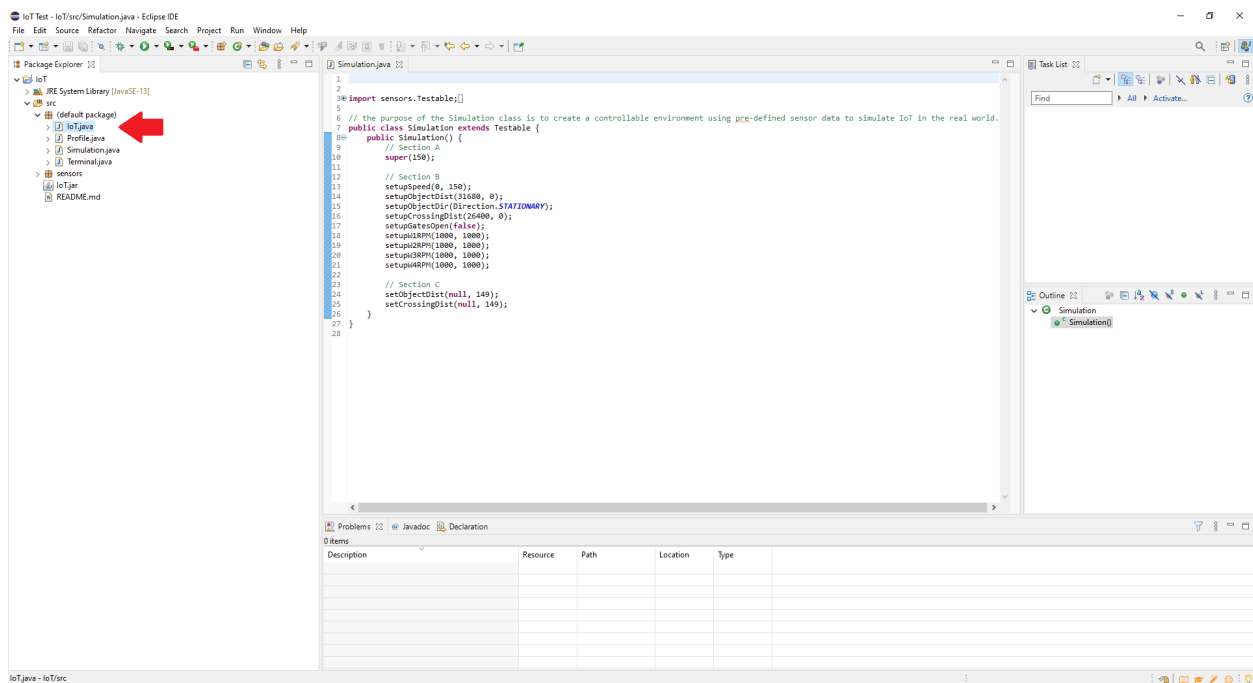 IoT Test - IoT/src/Simulation.java - Eclipse IDE
File Edit Source Refactor Navigate Search Project Run Window Help
Package Explorer
IoT
JRE System Library [JavaSE-13]
src
(default package)
IoT.java
Profile.java
Simulation.java
Terminal.java
sensors
IoT.jar
README.md
Simulation.java
1
2
3 import sensors.Testable;
5
6 // the purpose of the Simulation class is to create a controllable environment using pre-defined sensor data to simulate IoT in the real world.
7 public class Simulation extends Testable {
8 public Simulation() {
9 // Section A
10 super(150);
11
12 // Section B
13 setupSpeed(0, 150);
14 setupObjectDist(31680, 0);
15 setupObjectDir(Direction.STATIONARY);
16 setupCrossingDist(26400, 0);
17 setupGatesOpen(false);
18 setupW1RPM(1000, 1000);
19 setupW2RPM(1000, 1000);
20 setupW3RPM(1000, 1000);
21 setupW4RPM(1000, 1000);
22
23 // Section C
24 setObjectDist(null, 149);
25 setCrossingDist(null, 149);
26 }
27 }
28
Task List
Find All Activate...
Outline
Simulation
Simulation()
Problems Javadoc Declaration
0 items
Description Resource Path Location Type
IoT.java - IoT/src